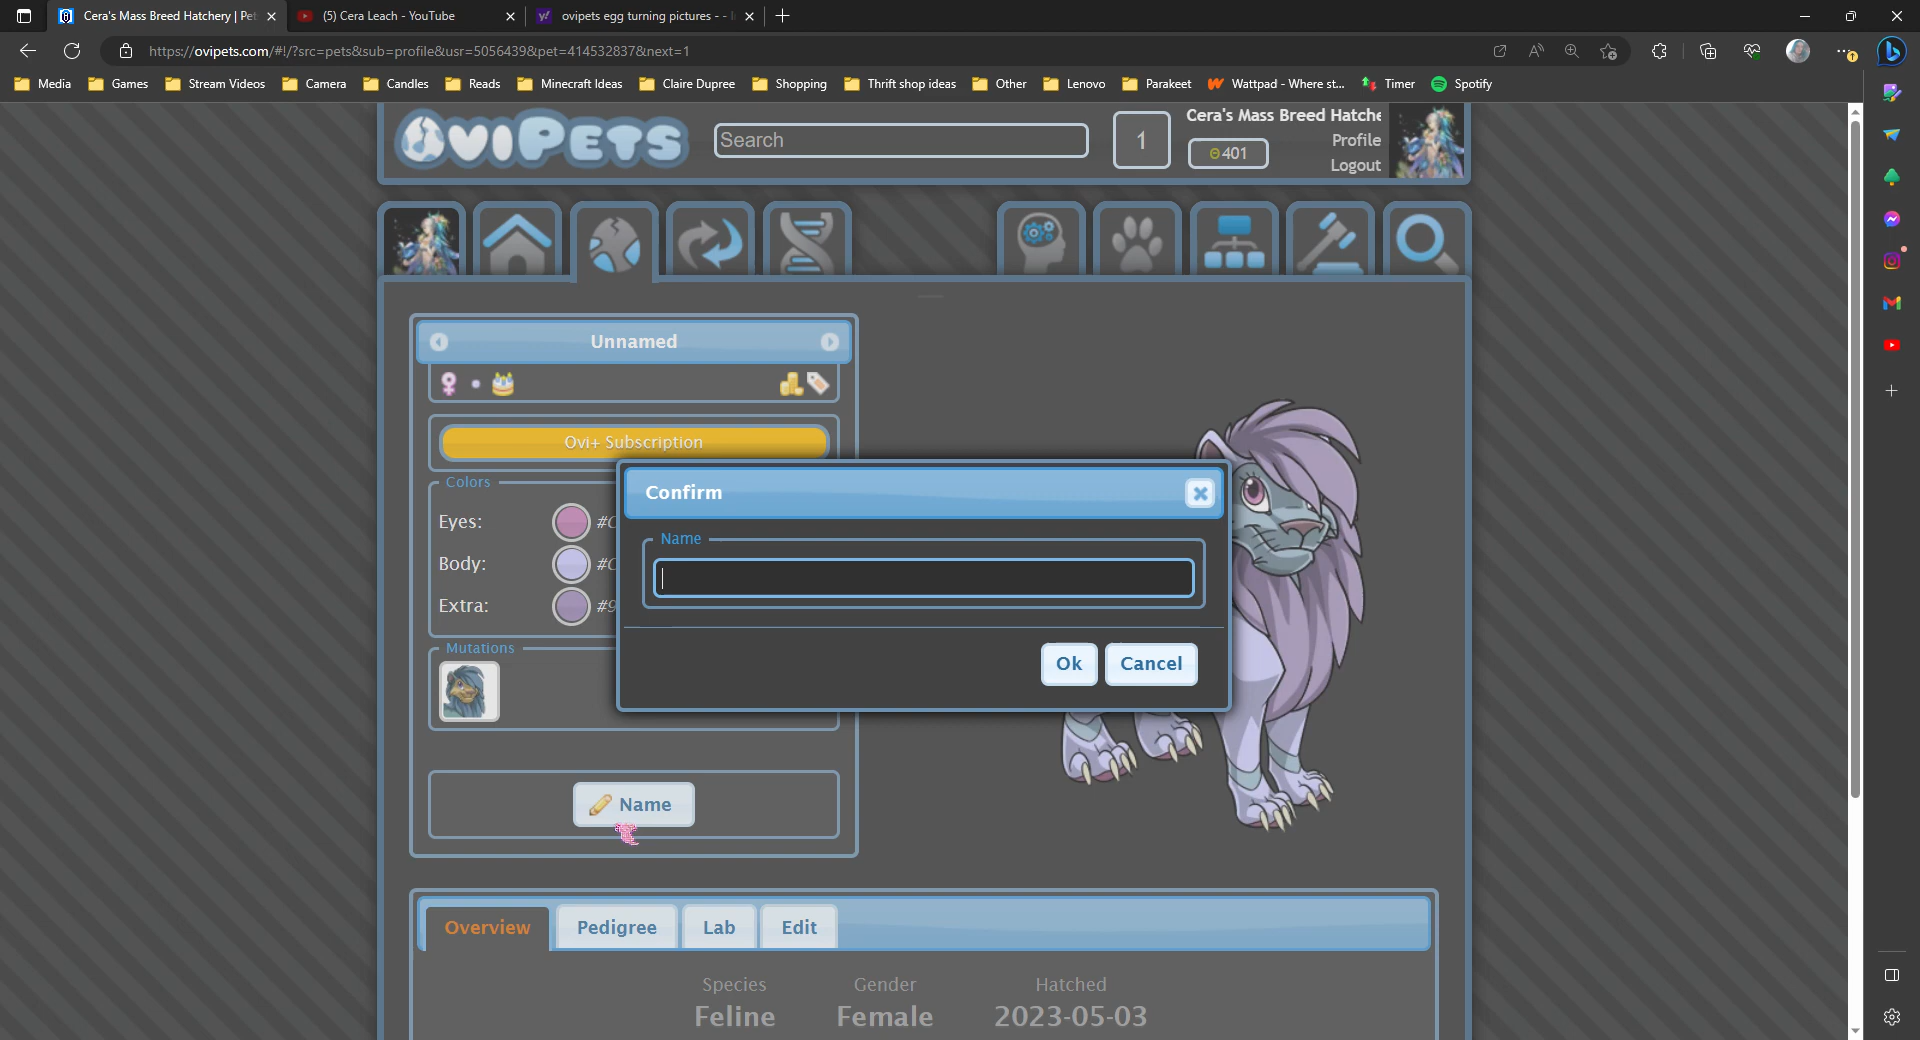 Cera's Mass Breed Hatchery | Pet
(5) Cera Leach - YouTube
ovipets egg turning pictures - -
https://ovipets.com/#!/?src=pets&sub=profile&usr=5056439&pet=414532837&next=1
Media Games Stream Videos Camera Candles Reads Minecraft Ideas Claire Dupree Shopping Thrift shop ideas Other Lenovo Parakeet Wattpad - Where st... Timer Spotify
OviPets
Search
1
Cera's Mass Breed Hatche
401
Profile
Logout
Unnamed
Ovi+ Subscription
Colors
Eyes: #C
Body: #C
Extra: #9
Mutations
Confirm
Name
Ok Cancel
Name
Overview Pedigree Lab Edit
Species Gender Hatched
Feline Female 2023-05-03